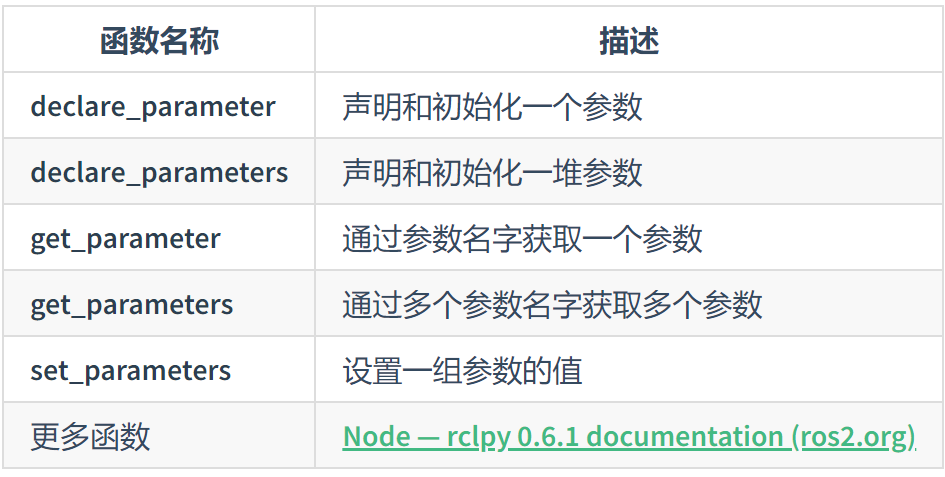 函数名称 描述
declare_parameter 声明和初始化一个参数
declare_parameters 声明和初始化一堆参数
get_parameter 通过参数名字获取一个参数
get_parameters 通过多个参数名字获取多个参数
set_parameters 设置一组参数的值
更多函数 Node — rclpy 0.6.1 documentation (ros2.org)